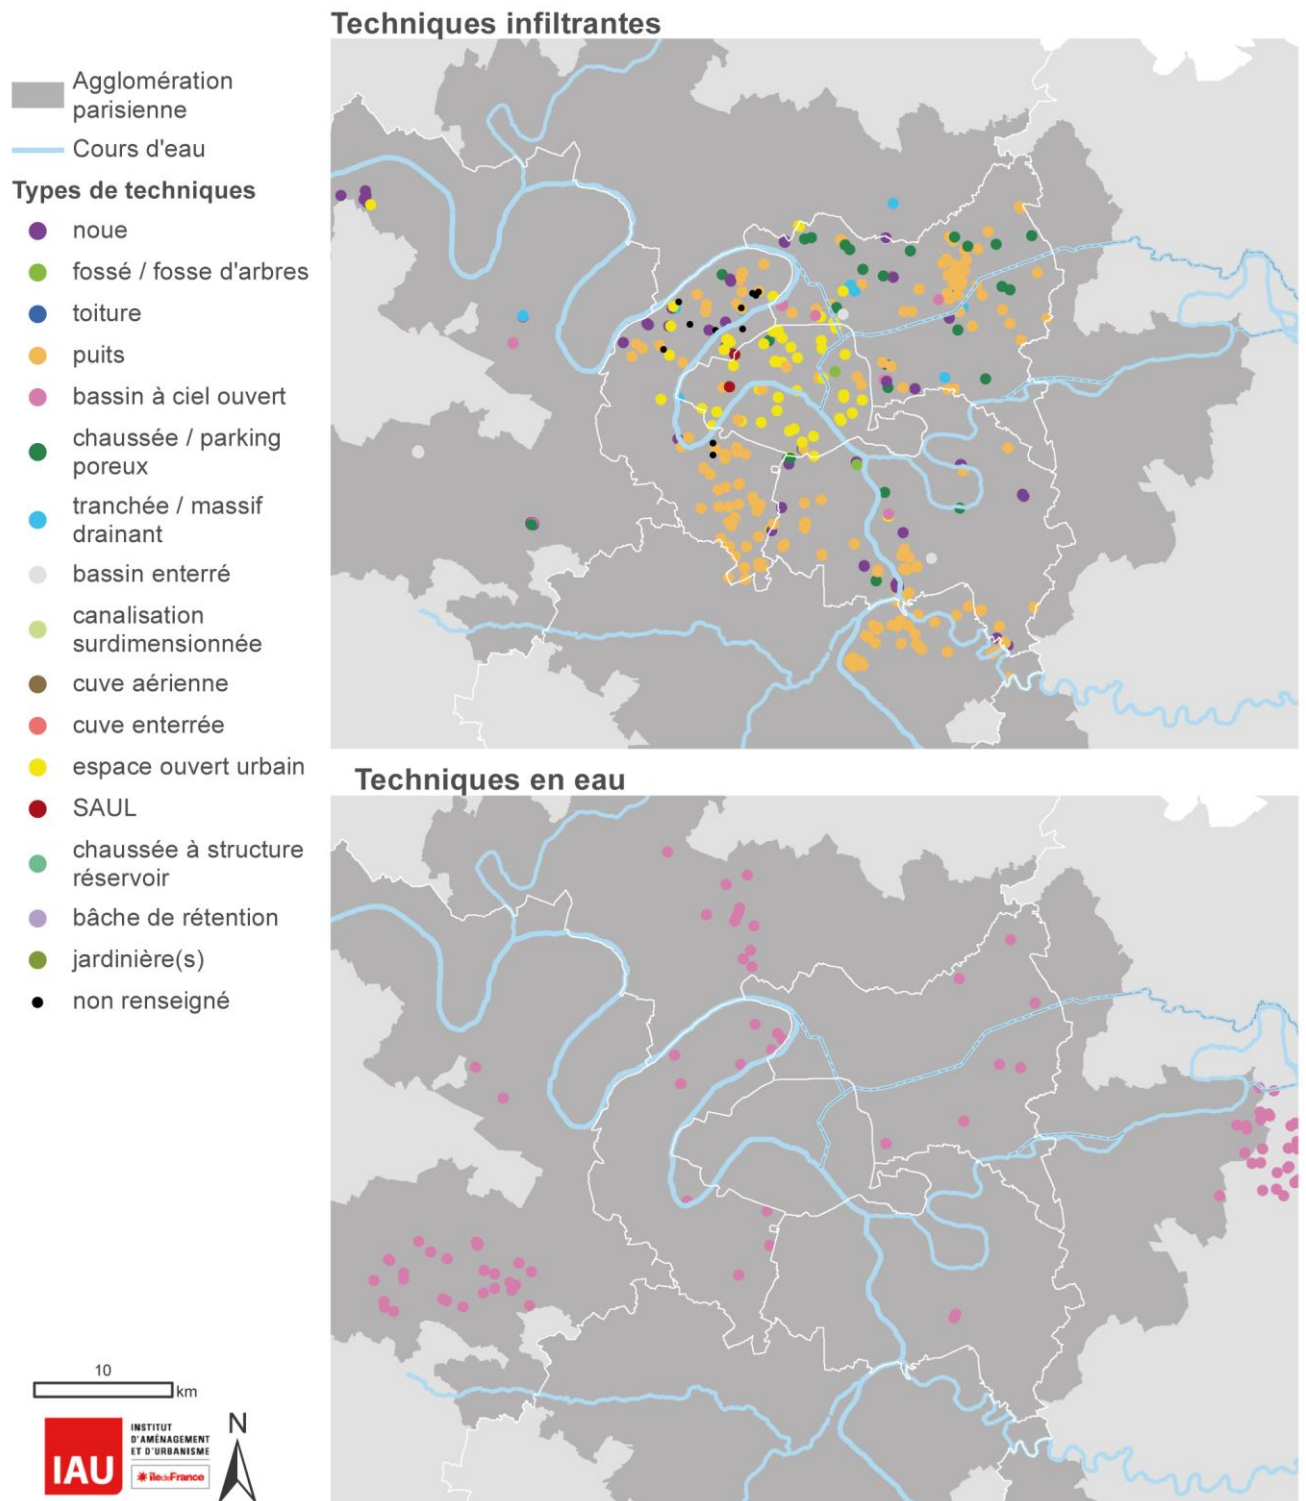 Techniques infiltrantes
Agglomération
parisienne
Cours d'eau
Types de techniques
noue
fossé / fosse d'arbres
toiture
puits
bassin à ciel ouvert
chaussée / parking
poreux
tranchée / massif
drainant
bassin enterré
canalisation
surdimensionnée
cuve aérienne
cuve enterrée
espace ouvert urbain
SAUL
chaussée à structure
réservoir
bâche de rétention
jardinière(s)
non renseigné
Techniques en eau
10
km
IAU
INSTITUT
D'AMÉNAGEMENT
ET D'URBANISME
îledeFrance
N